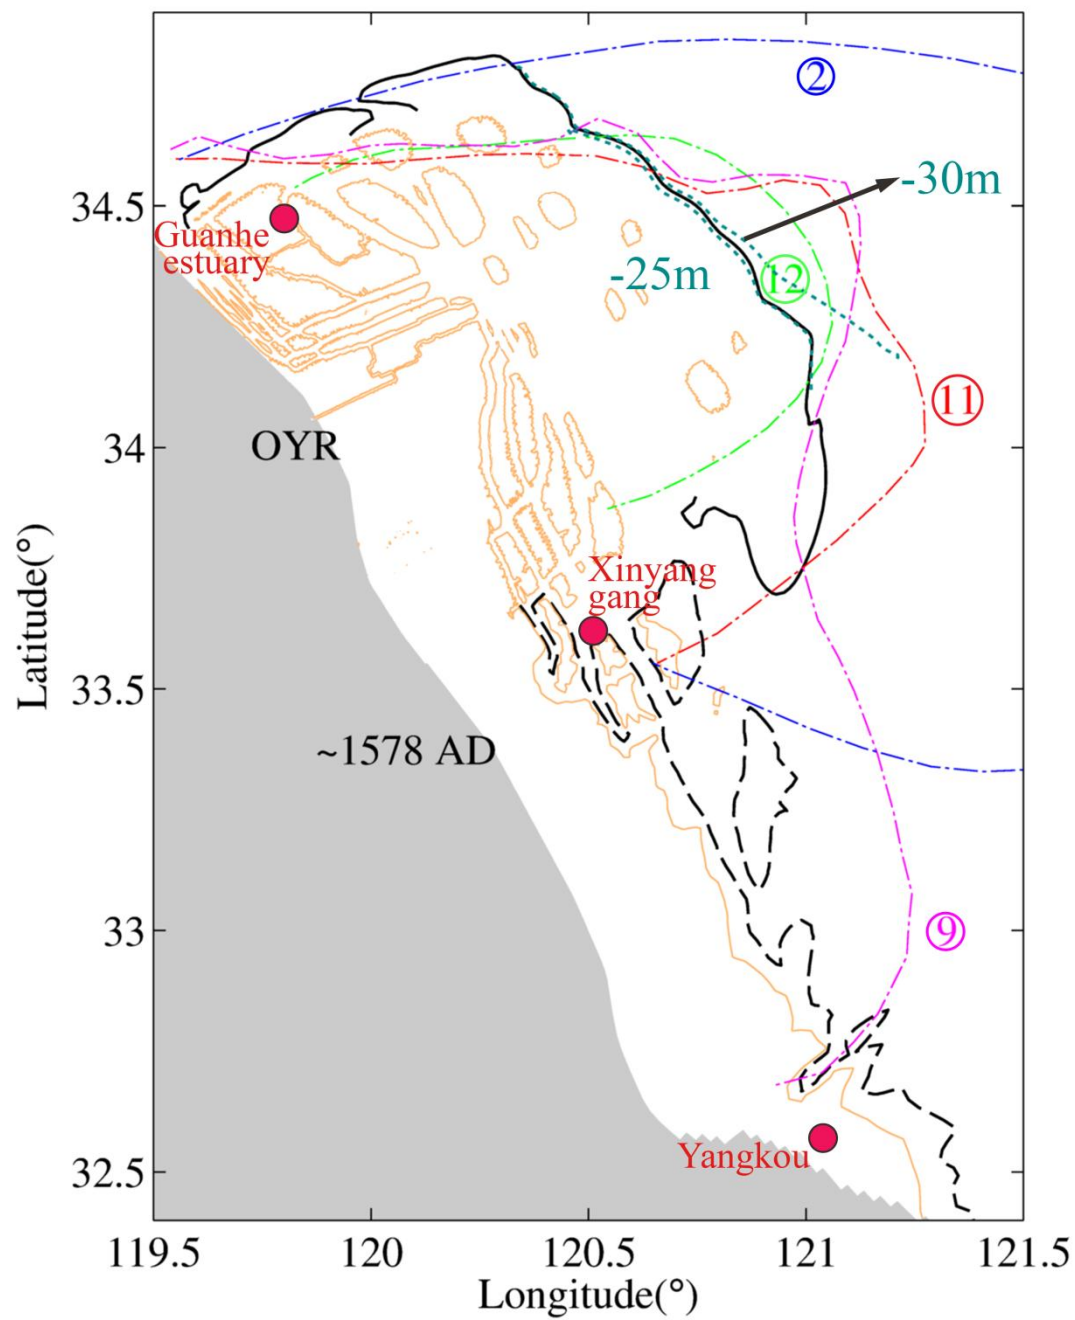 ②
34.5
-30m
Guanhe
estuary
-25m
⑫
⑪
34
OYR
Xinyang
gang
Latitude(°)
33.5
~1578 AD
33
⑨
Yangkou
32.5
119.5 120 120.5 121 121.5
Longitude(°)